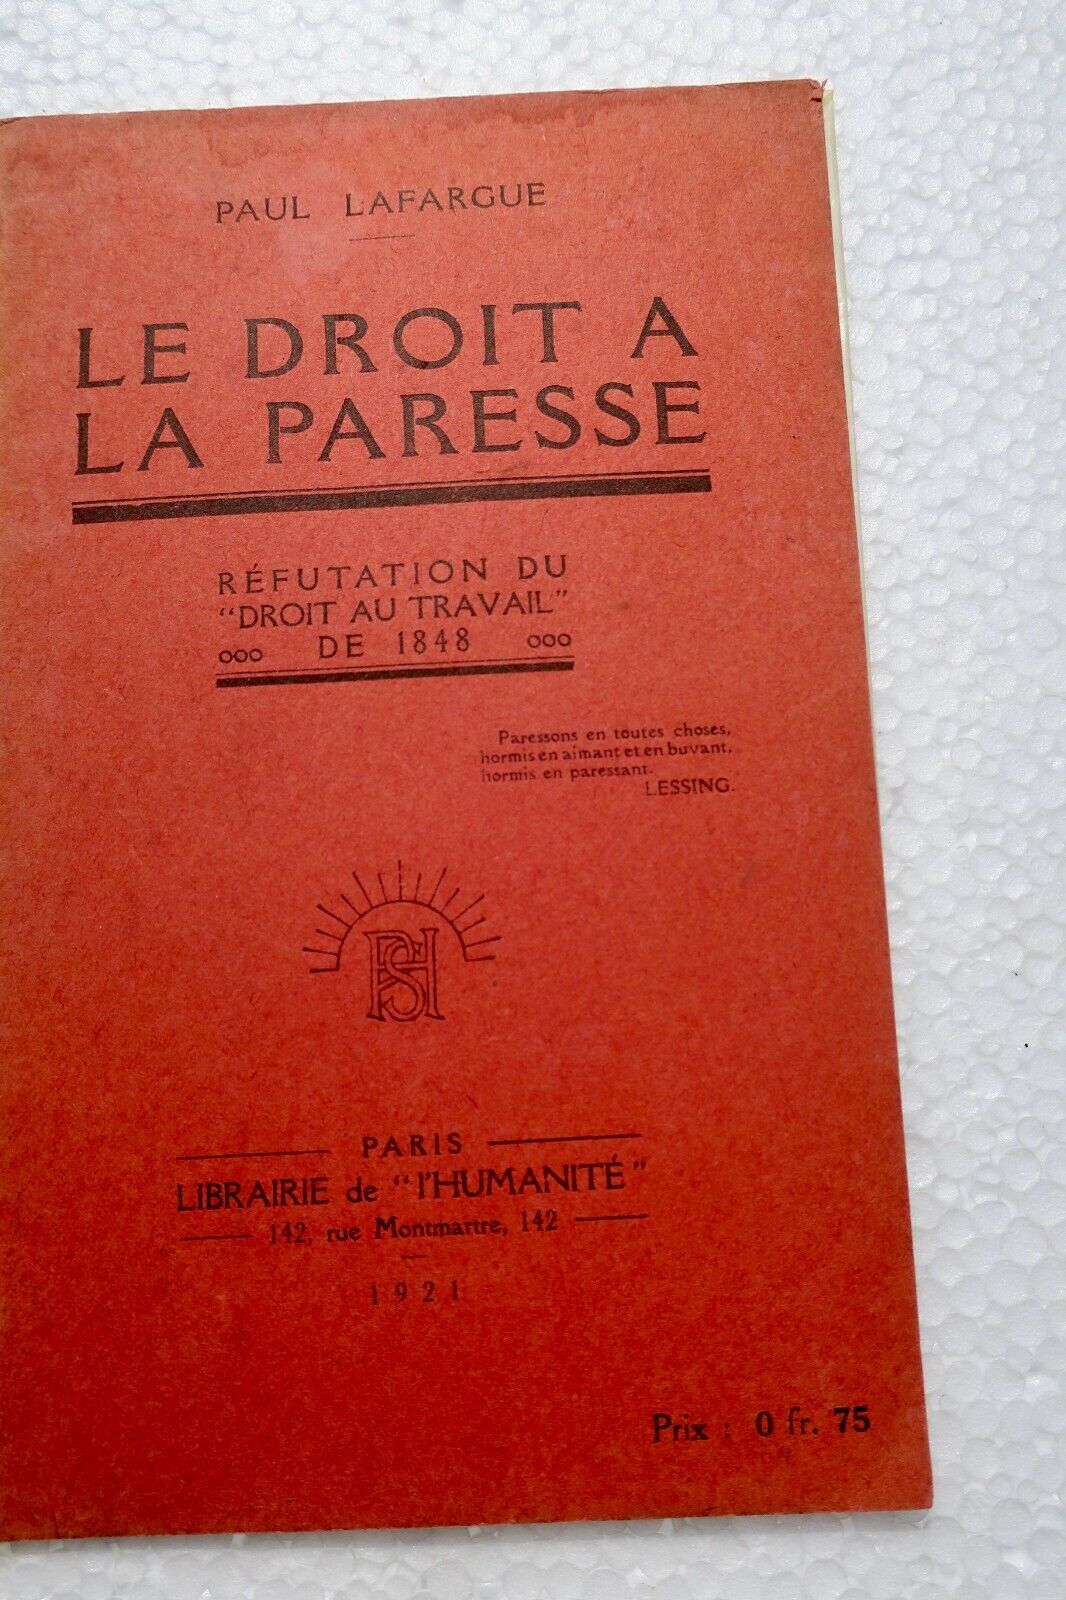 PAUL LAFARGUE
LE DROIT A
LA PARESSE
RÉFUTATION DU
"DROIT AU TRAVAIL"
ooo DE 1848 ooo
Paressons en toutes choses,
hormis en aimant et en buvant,
hormis en paressant.
LESSING.
PARIS
LIBRAIRIE de "l'HUMANITÉ"
142, rue Montmartre, 142
1921
Prix : 0 fr. 75